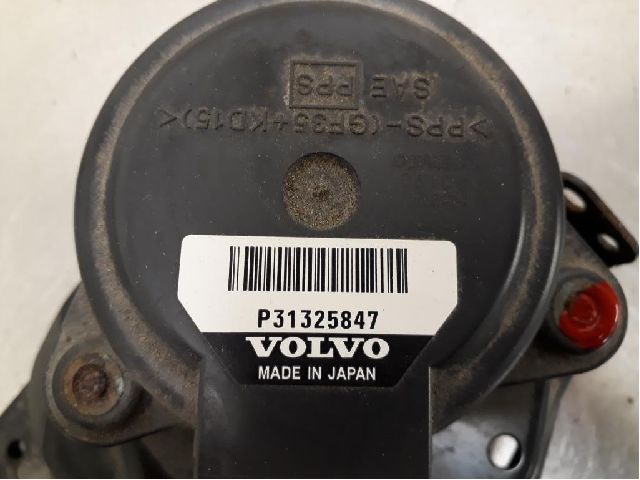 SAE PPS
>PPS-(GF35+KD15)<
P31325847
VOLVO
MADE IN JAPAN